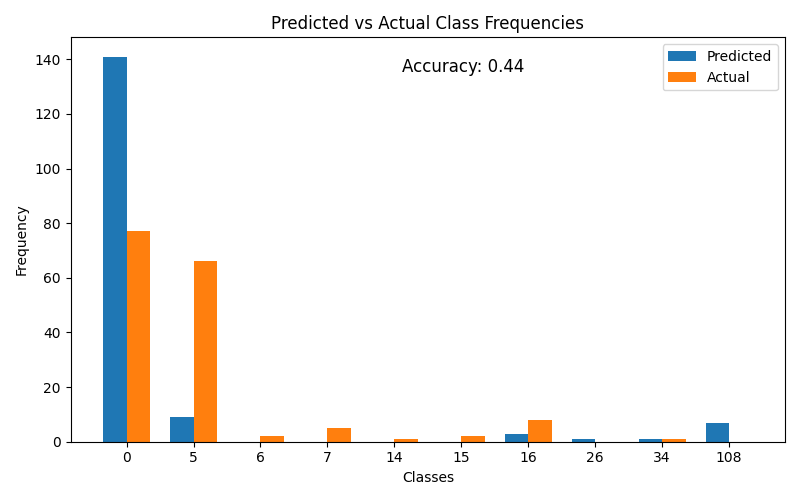 Predicted vs Actual Class Frequencies
Accuracy: 0.44
Predicted
Actual
Frequency
140
120
100
80
60
40
20
0
0 5 6 7 14 15 16 26 34 108
Classes